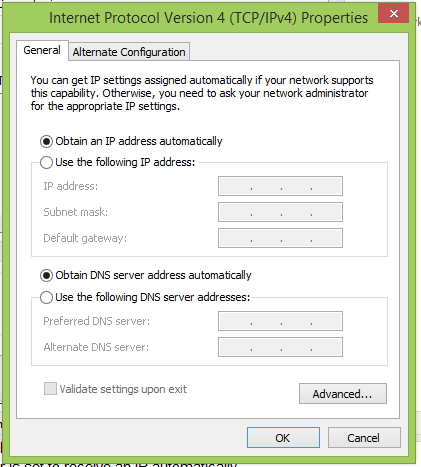 Internet Protocol Version 4 (TCP/IPv4) Properties
General
Alternate Configuration
You can get IP settings assigned automatically if your network supports
this capability. Otherwise, you need to ask your network administrator
for the appropriate IP settings.
Obtain an IP address automatically
Use the following IP address:
IP address:
. . .
Subnet mask:
. . .
Default gateway:
. . .
Obtain DNS server address automatically
Use the following DNS server addresses:
Preferred DNS server:
. . .
Alternate DNS server:
. . .
Validate settings upon exit
Advanced...
OK
Cancel
is set to receive an IP automatically